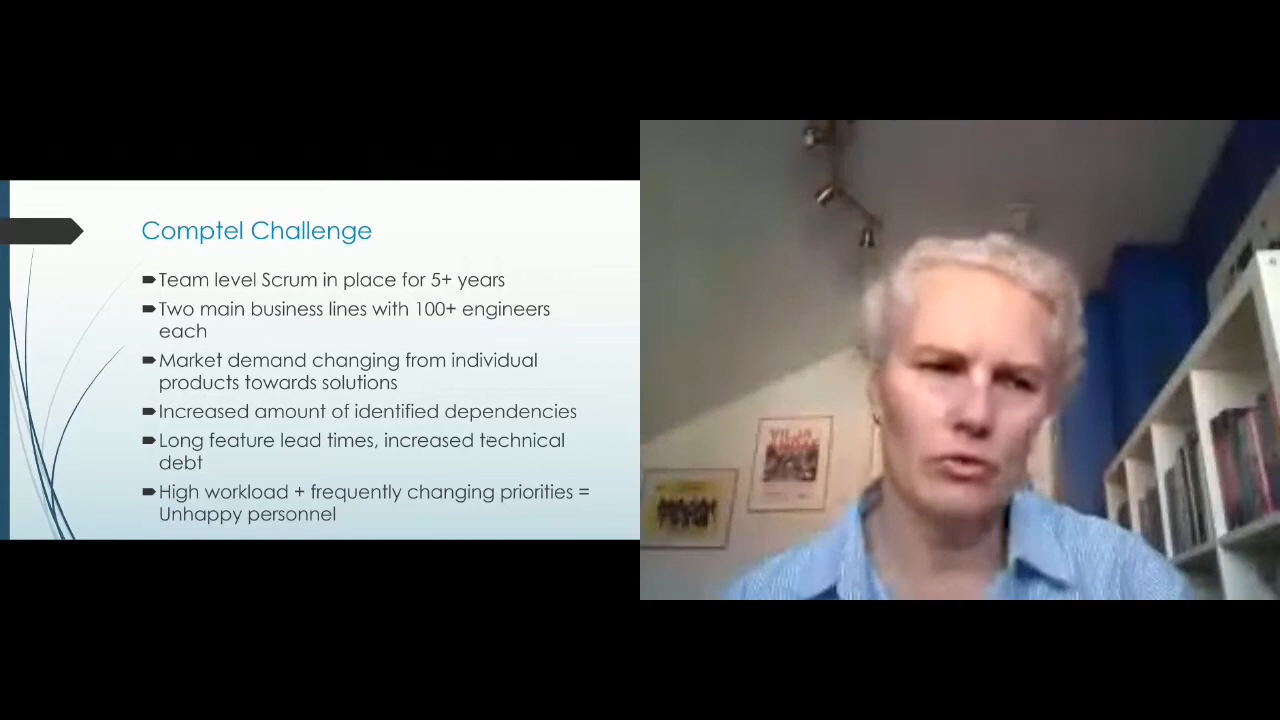 Comptel Challenge
Team level Scrum in place for 5+ years
Two main business lines with 100+ engineers
each
Market demand changing from individual
products towards solutions
Increased amount of identified dependencies
Long feature lead times, increased technical
debt
High workload + frequently changing priorities =
Unhappy personnel